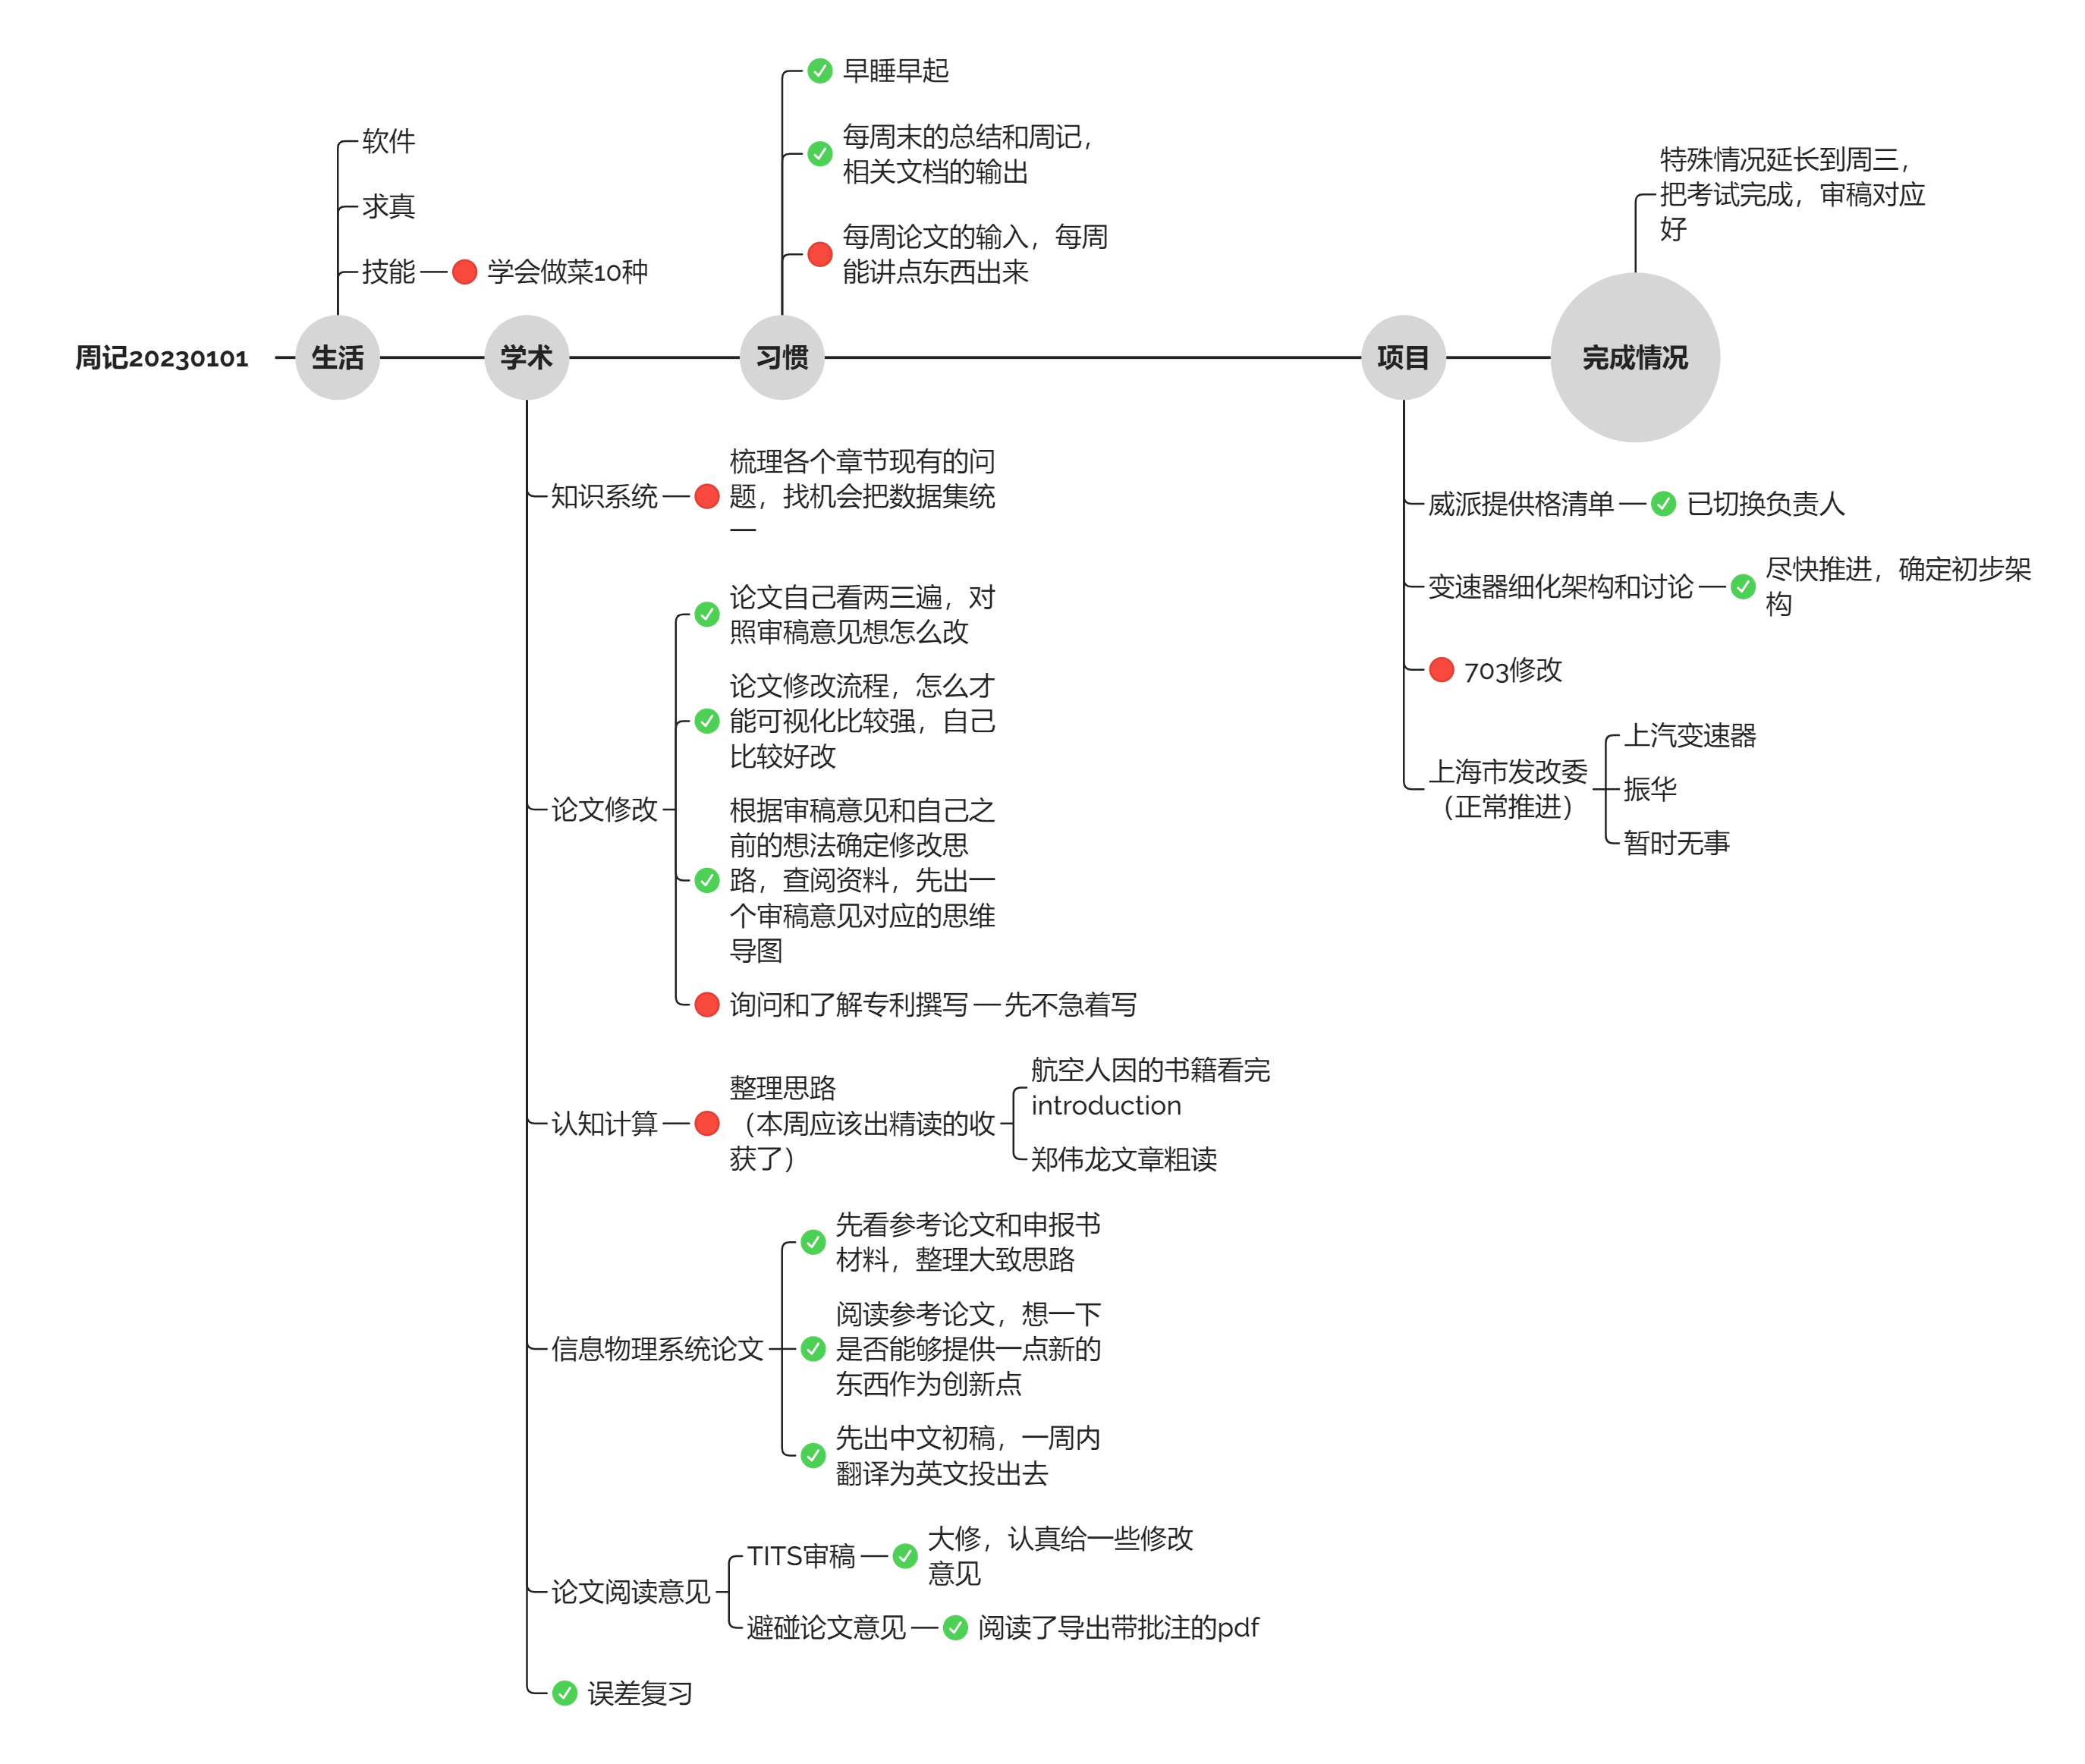 周记20230101
生活
软件
求真
技能
学会做菜10种
学术
知识系统
梳理各个章节现有的问
题，找机会把数据集统
一
论文修改
论文自己看两三遍，对
照审稿意见想怎么改
论文修改流程，怎么才
能可视化比较强，自己
比较好改
根据审稿意见和自己之
前的想法确定修改思
路，查阅资料，先出一
个审稿意见对应的思维
导图
询问和了解专利撰写
先不急着写
认知计算
整理思路
（本周应该出精读的收
获了）
航空人因的书籍看完
introduction
郑伟龙文章粗读
信息物理系统论文
先看参考论文和申报书
材料，整理大致思路
阅读参考论文，想一下
是否能够提供一点新的
东西作为创新点
先出中文初稿，一周内
翻译为英文投出去
论文阅读意见
TITS审稿
大修，认真给一些修改
意见
避碰论文意见
阅读了导出带批注的pdf
误差复习
习惯
早睡早起
每周末的总结和周记，
相关文档的输出
每周论文的输入，每周
能讲点东西出来
项目
威派提供格清单
已切换负责人
变速器细化架构和讨论
尽快推进，确定初步架
构
703修改
上海市发改委
（正常推进）
上汽变速器
振华
暂时无事
完成情况
特殊情况延长到周三，
把考试完成，审稿对应
好